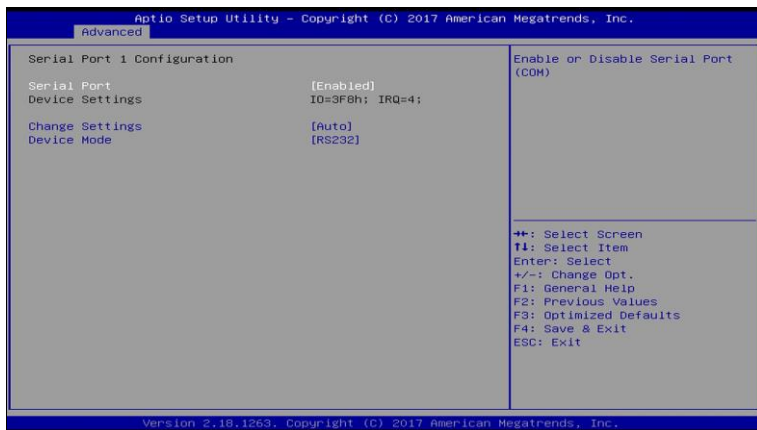 Aptio Setup Utility – Copyright (C) 2017 American Megatrends, Inc.
Advanced
Serial Port 1 Configuration
Serial Port [Enabled]
Device Settings IO=3F8h; IRQ=4;
Change Settings [Auto]
Device Mode [RS232]
Enable or Disable Serial Port
(COM)
→←: Select Screen
↑↓: Select Item
Enter: Select
+/-: Change Opt.
F1: General Help
F2: Previous Values
F3: Optimized Defaults
F4: Save & Exit
ESC: Exit
Version 2.18.1263. Copyright (C) 2017 American Megatrends, Inc.